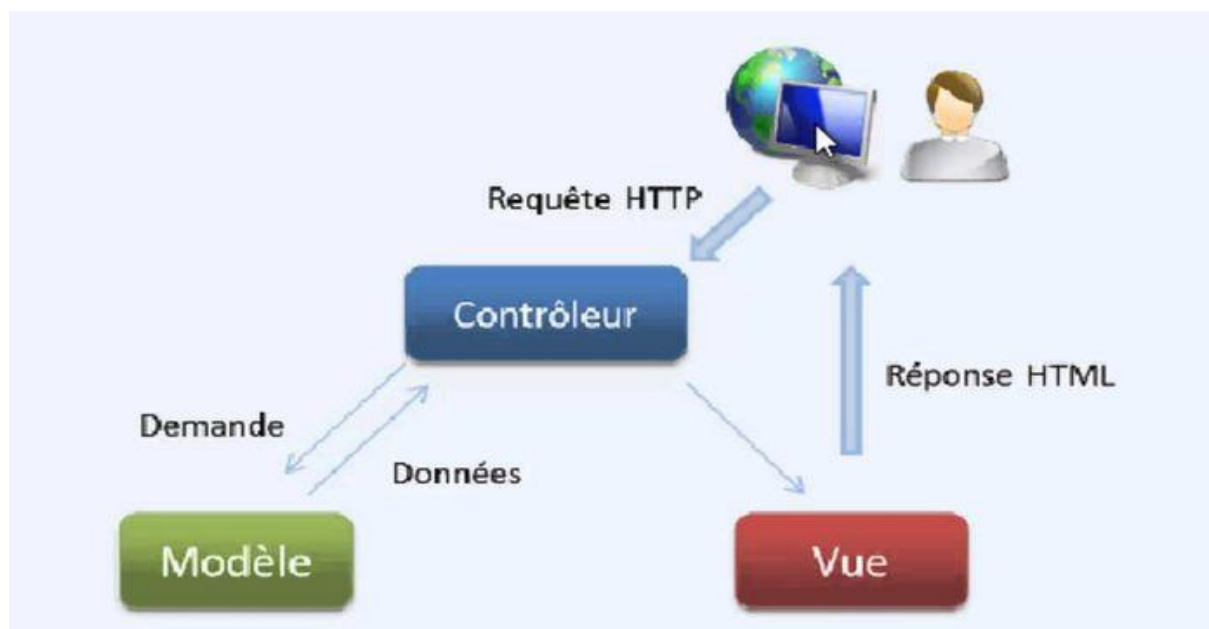 Requête HTTP
Contrôleur
Réponse HTML
Demande
Données
Modèle
Vue